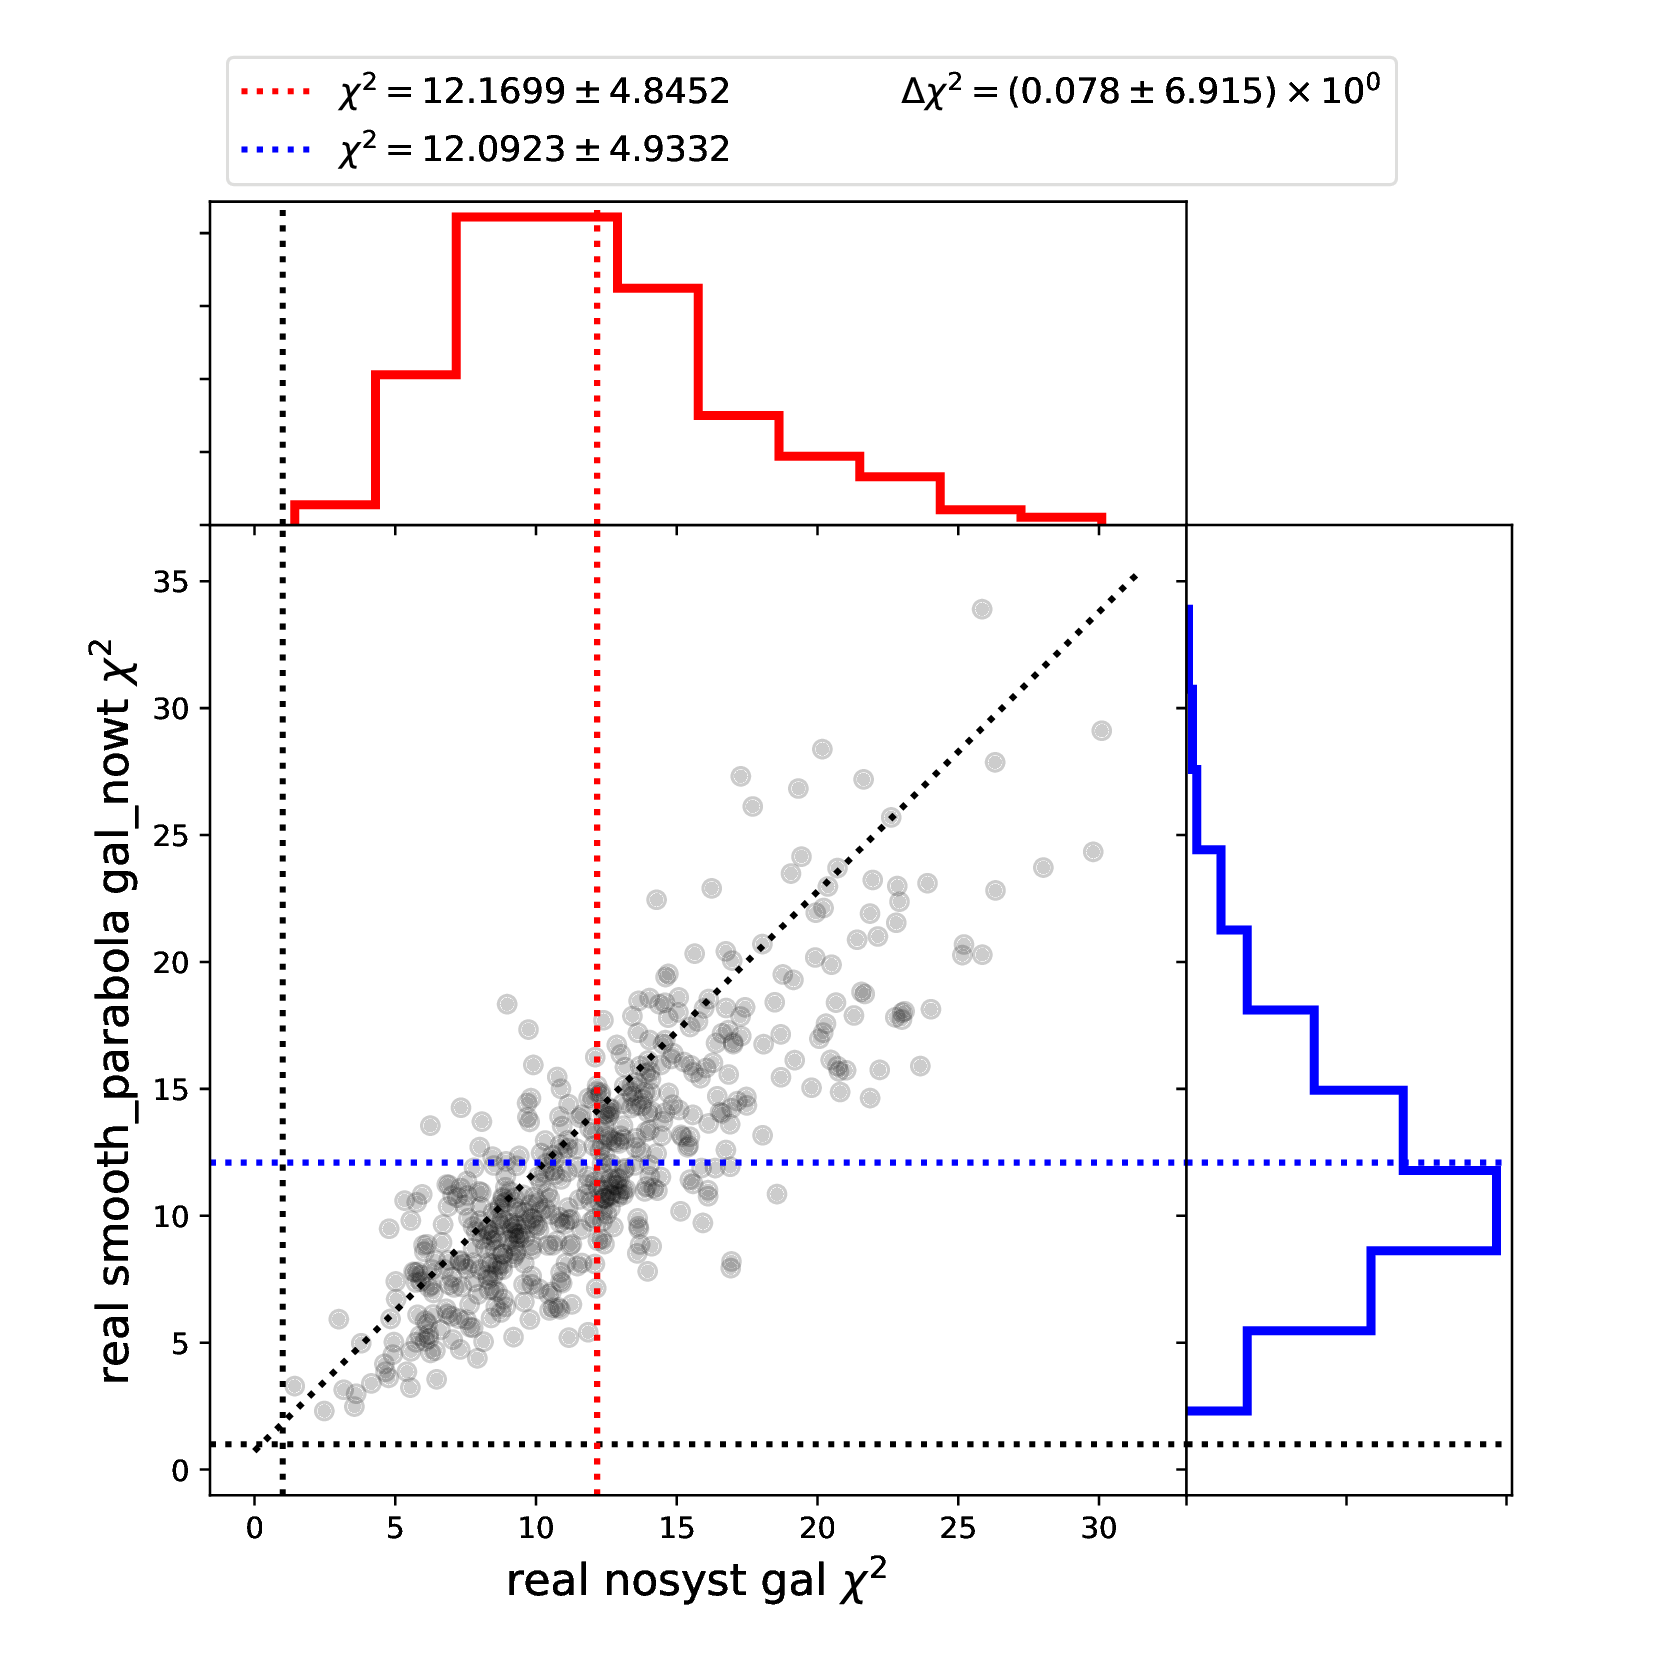 χ² = 12.1699 ± 4.8452
χ² = 12.0923 ± 4.9332
Δχ² = (0.078 ± 6.915) × 10⁰
35
30
25
20
15
10
5
0
real smooth_parabola gal_nowt χ²
0 5 10 15 20 25 30
real nosyst gal χ²